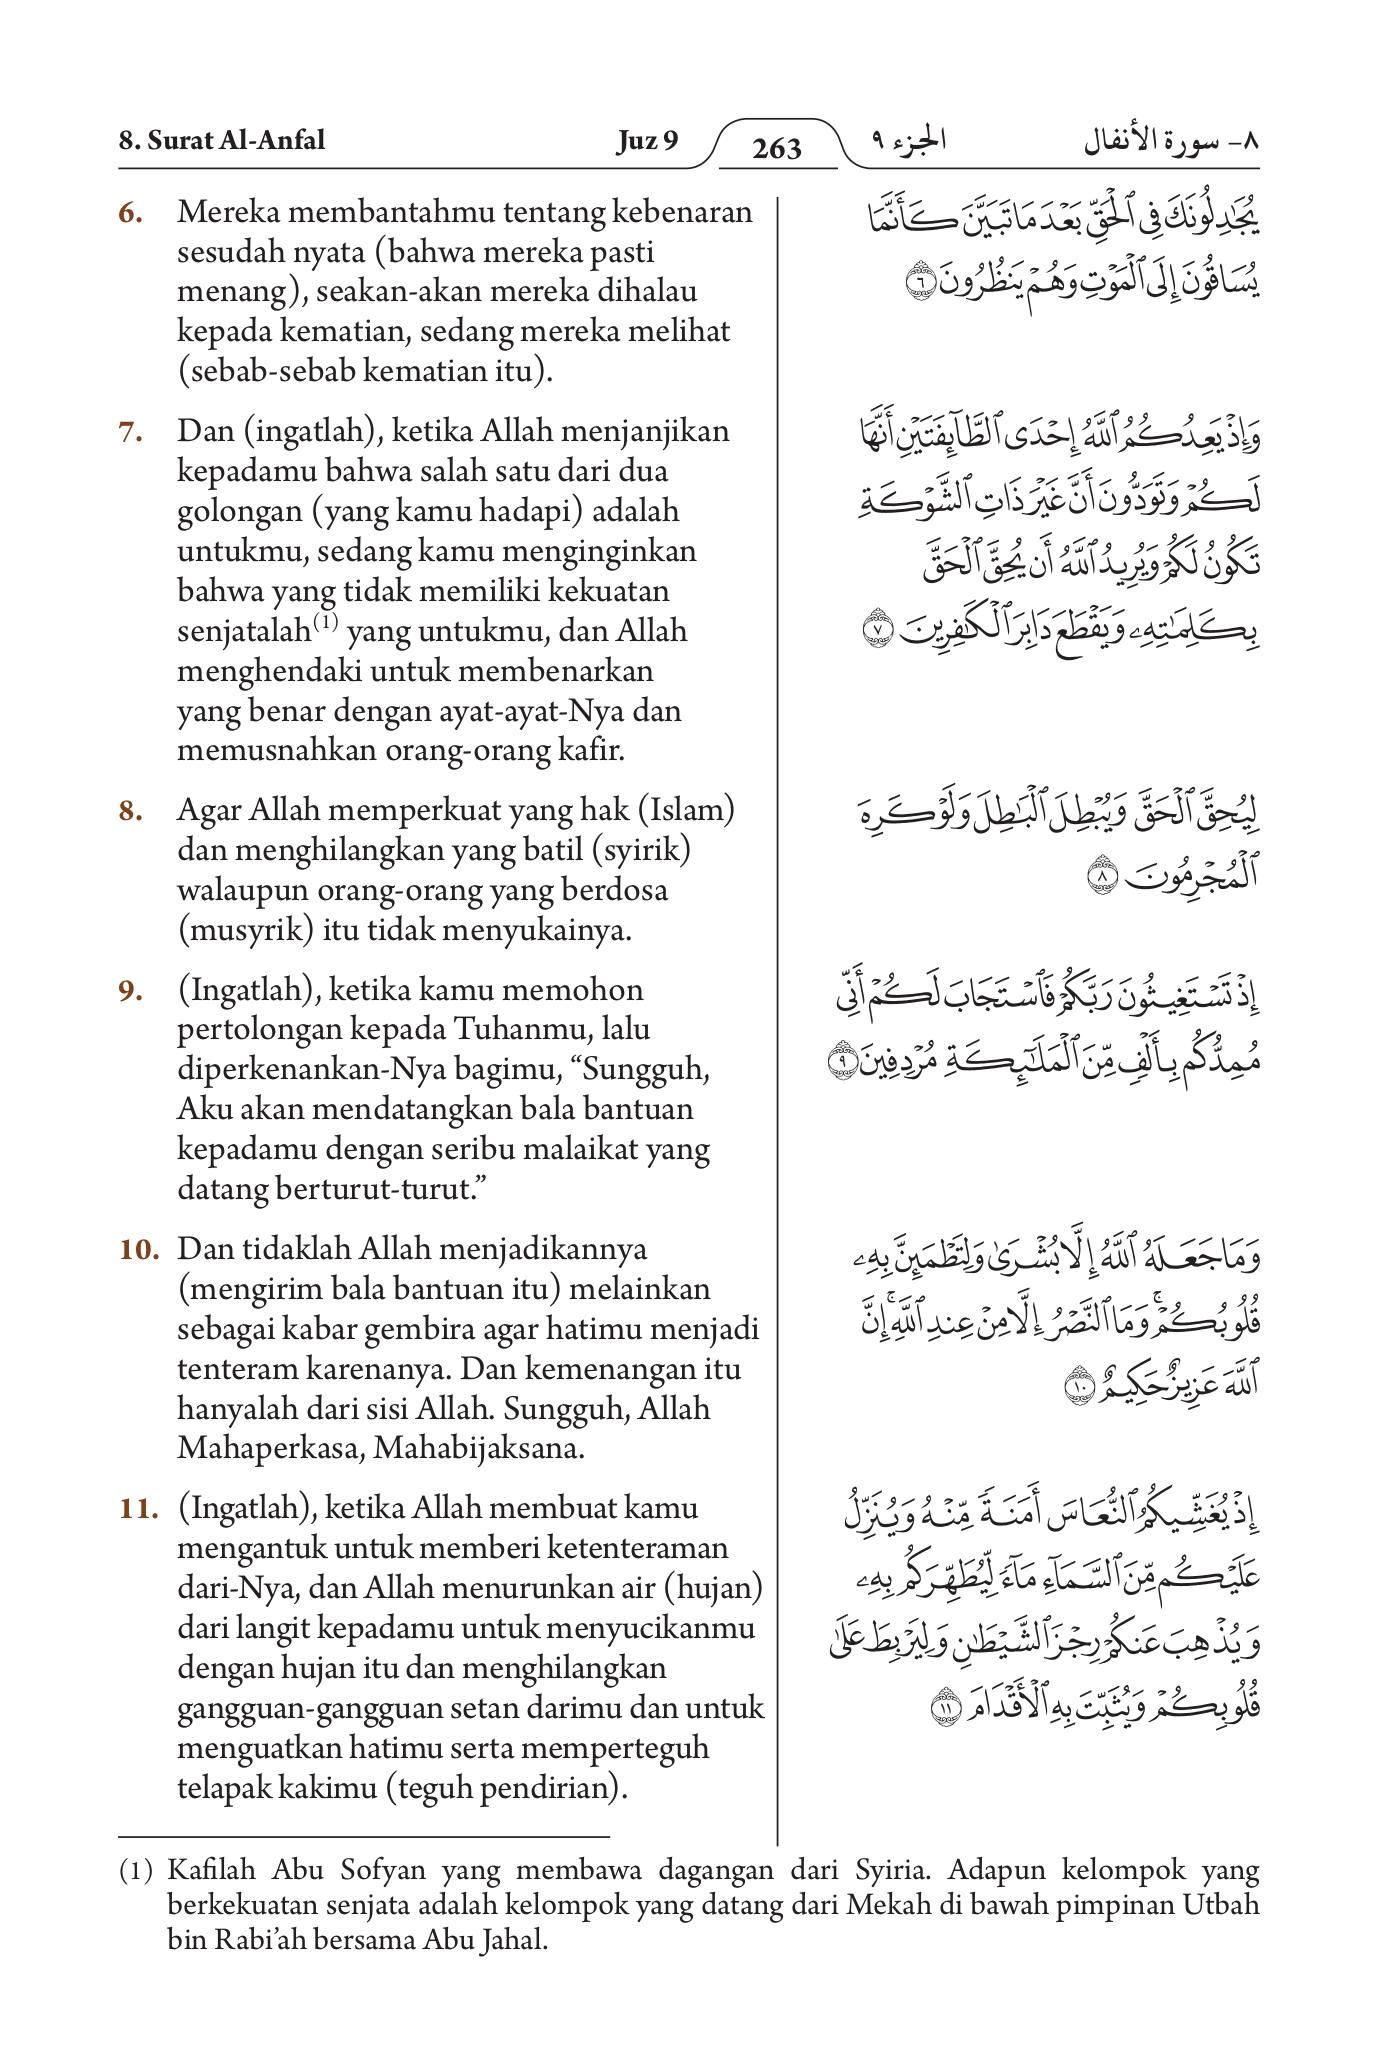 8. Surat Al-Anfal Juz 9 263 الجزء ٩ ٨- سورة الأنفال
6. Mereka membantahmu tentang kebenaran
sesudah nyata (bahwa mereka pasti
menang), seakan-akan mereka dihalau
kepada kematian, sedang mereka melihat
(sebab-sebab kematian itu).
يُجَٰدِلُونَكَ فِي ٱلۡحَقِّ بَعۡدَ مَا تَبَيَّنَ كَأَنَّمَا
يُسَاقُونَ إِلَى ٱلۡمَوۡتِ وَهُمۡ يَنظُرُونَ ٦
7. Dan (ingatlah), ketika Allah menjanjikan
kepadamu bahwa salah satu dari dua
golongan (yang kamu hadapi) adalah
untukmu, sedang kamu menginginkan
bahwa yang tidak memiliki kekuatan
senjatalah(1) yang untukmu, dan Allah
menghendaki untuk membenarkan
yang benar dengan ayat-ayat-Nya dan
memusnahkan orang-orang kafir.
وَإِذۡ يَعِدُكُمُ ٱللَّهُ إِحۡدَى ٱلطَّآئِفَتَيۡنِ أَنَّهَا
لَكُمۡ وَتَوَدُّونَ أَنَّ غَيۡرَ ذَاتِ ٱلشَّوۡكَةِ
تَكُونُ لَكُمۡ وَيُرِيدُ ٱللَّهُ أَن يُحِقَّ ٱلۡحَقَّ
بِكَلِمَٰتِهِۦ وَيَقۡطَعَ دَابِرَ ٱلۡكَٰفِرِينَ ٧
8. Agar Allah memperkuat yang hak (Islam)
dan menghilangkan yang batil (syirik)
walaupun orang-orang yang berdosa
(musyrik) itu tidak menyukainya.
لِيُحِقَّ ٱلۡحَقَّ وَيُبۡطِلَ ٱلۡبَٰطِلَ وَلَوۡ كَرِهَ
ٱلۡمُجۡرِمُونَ ٨
9. (Ingatlah), ketika kamu memohon
pertolongan kepada Tuhanmu, lalu
diperkenankan-Nya bagimu, “Sungguh,
Aku akan mendatangkan bala bantuan
kepadamu dengan seribu malaikat yang
datang berturut-turut.”
إِذۡ تَسۡتَغِيثُونَ رَبَّكُمۡ فَٱسۡتَجَابَ لَكُمۡ أَنِّي
مُمِدُّكُم بِأَلۡفٖ مِّنَ ٱلۡمَلَٰٓئِكَةِ مُرۡدِفِينَ ٩
10. Dan tidaklah Allah menjadikannya
(mengirim bala bantuan itu) melainkan
sebagai kabar gembira agar hatimu menjadi
tenteram karenanya. Dan kemenangan itu
hanyalah dari sisi Allah. Sungguh, Allah
Mahaperkasa, Mahabijaksana.
وَمَا جَعَلَهُ ٱللَّهُ إِلَّا بُشۡرَىٰ وَلِتَطۡمَئِنَّ بِهِۦ
قُلُوبُكُمۡۚ وَمَا ٱلنَّصۡرُ إِلَّا مِنۡ عِندِ ٱللَّهِۚ إِنَّ
ٱللَّهَ عَزِيزٌ حَكِيمٌ ١٠
11. (Ingatlah), ketika Allah membuat kamu
mengantuk untuk memberi ketenteraman
dari-Nya, dan Allah menurunkan air (hujan)
dari langit kepadamu untuk menyucikanmu
dengan hujan itu dan menghilangkan
gangguan-gangguan setan darimu dan untuk
menguatkan hatimu serta memperteguh
telapak kakimu (teguh pendirian).
إِذۡ يُغَشِّيكُمُ ٱلنُّعَاسَ أَمَنَةٗ مِّنۡهُ وَيُنَزِّلُ
عَلَيۡكُم مِّنَ ٱلسَّمَآءِ مَآءٗ لِّيُطَهِّرَكُم بِهِۦ
وَيُذۡهِبَ عَنكُمۡ رِجۡزَ ٱلشَّيۡطَٰنِ وَلِيَرۡبِطَ عَلَىٰ
قُلُوبِكُمۡ وَيُثَبِّتَ بِهِ ٱلۡأَقۡدَامَ ١١
(1) Kafilah Abu Sofyan yang membawa dagangan dari Syiria. Adapun kelompok yang
berkekuatan senjata adalah kelompok yang datang dari Mekah di bawah pimpinan Utbah
bin Rabi’ah bersama Abu Jahal.